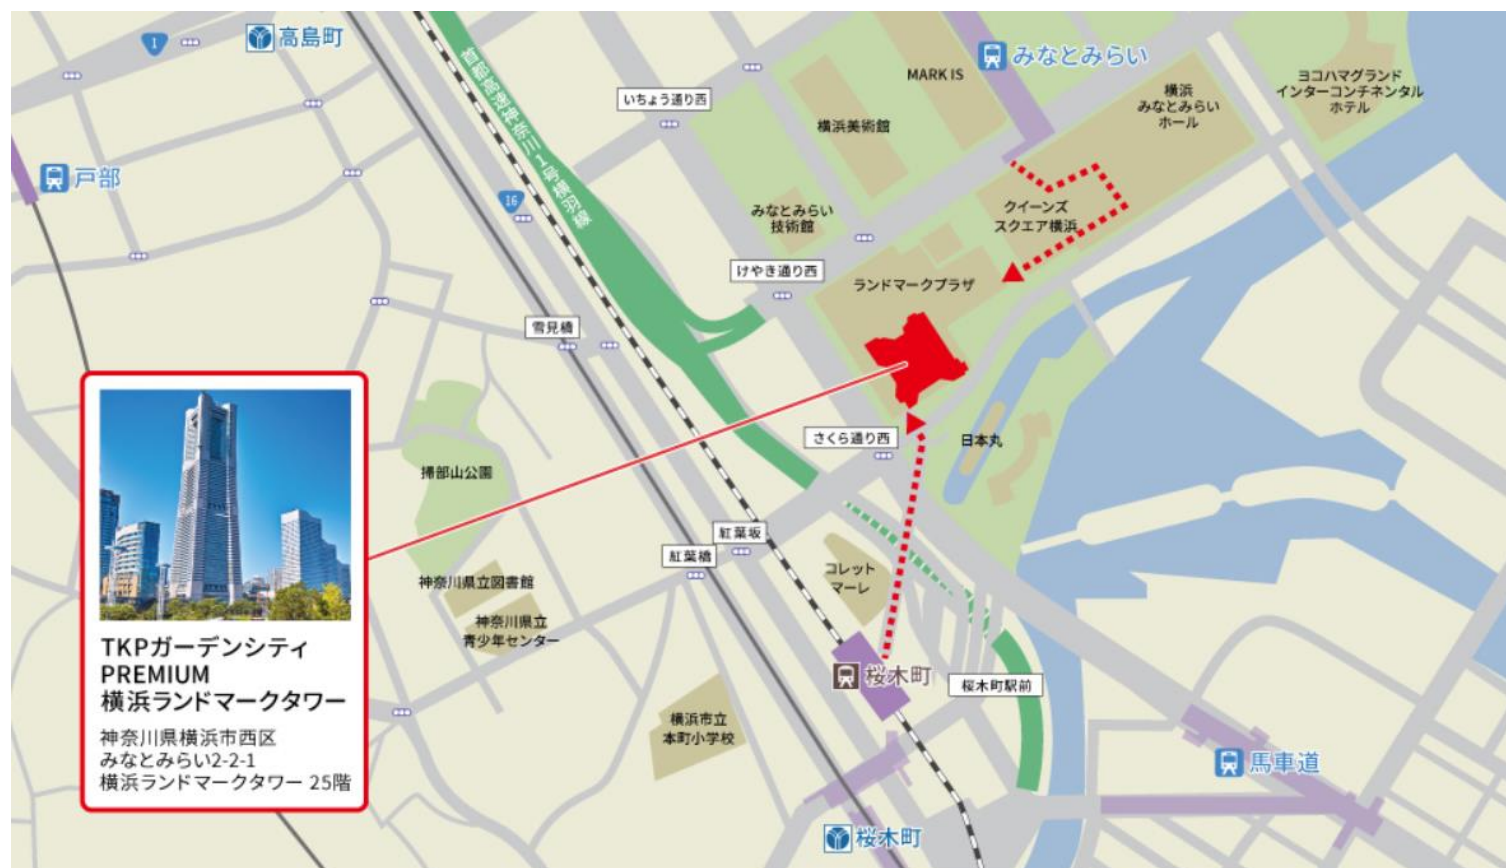 1
高島町
首都高速神奈川1号横羽線
いちょう通り西
MARK IS
みなとみらい
横浜
みなとみらい
ホール
ヨコハマグランド
インターコンチネンタル
ホテル
横浜美術館
戸部
16
みなとみらい
技術館
クイーンズ
スクエア横浜
けやき通り西
ランドマークプラザ
雪見橋
さくら通り西
日本丸
掃部山公園
紅葉坂
紅葉橋
コレット
マーレ
神奈川県立図書館
神奈川県立
青少年センター
桜木町
桜木町駅前
横浜市立
本町小学校
馬車道
桜木町
TKPガーデンシティ
PREMIUM
横浜ランドマークタワー
神奈川県横浜市西区
みなとみらい2-2-1
横浜ランドマークタワー 25階